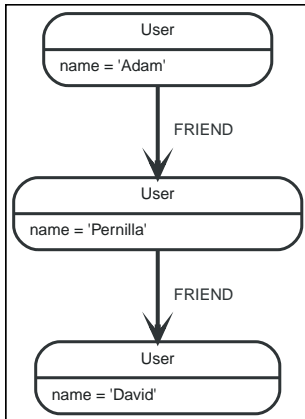 User
name = 'Adam'
FRIEND
User
name = 'Pernilla'
FRIEND
User
name = 'David'